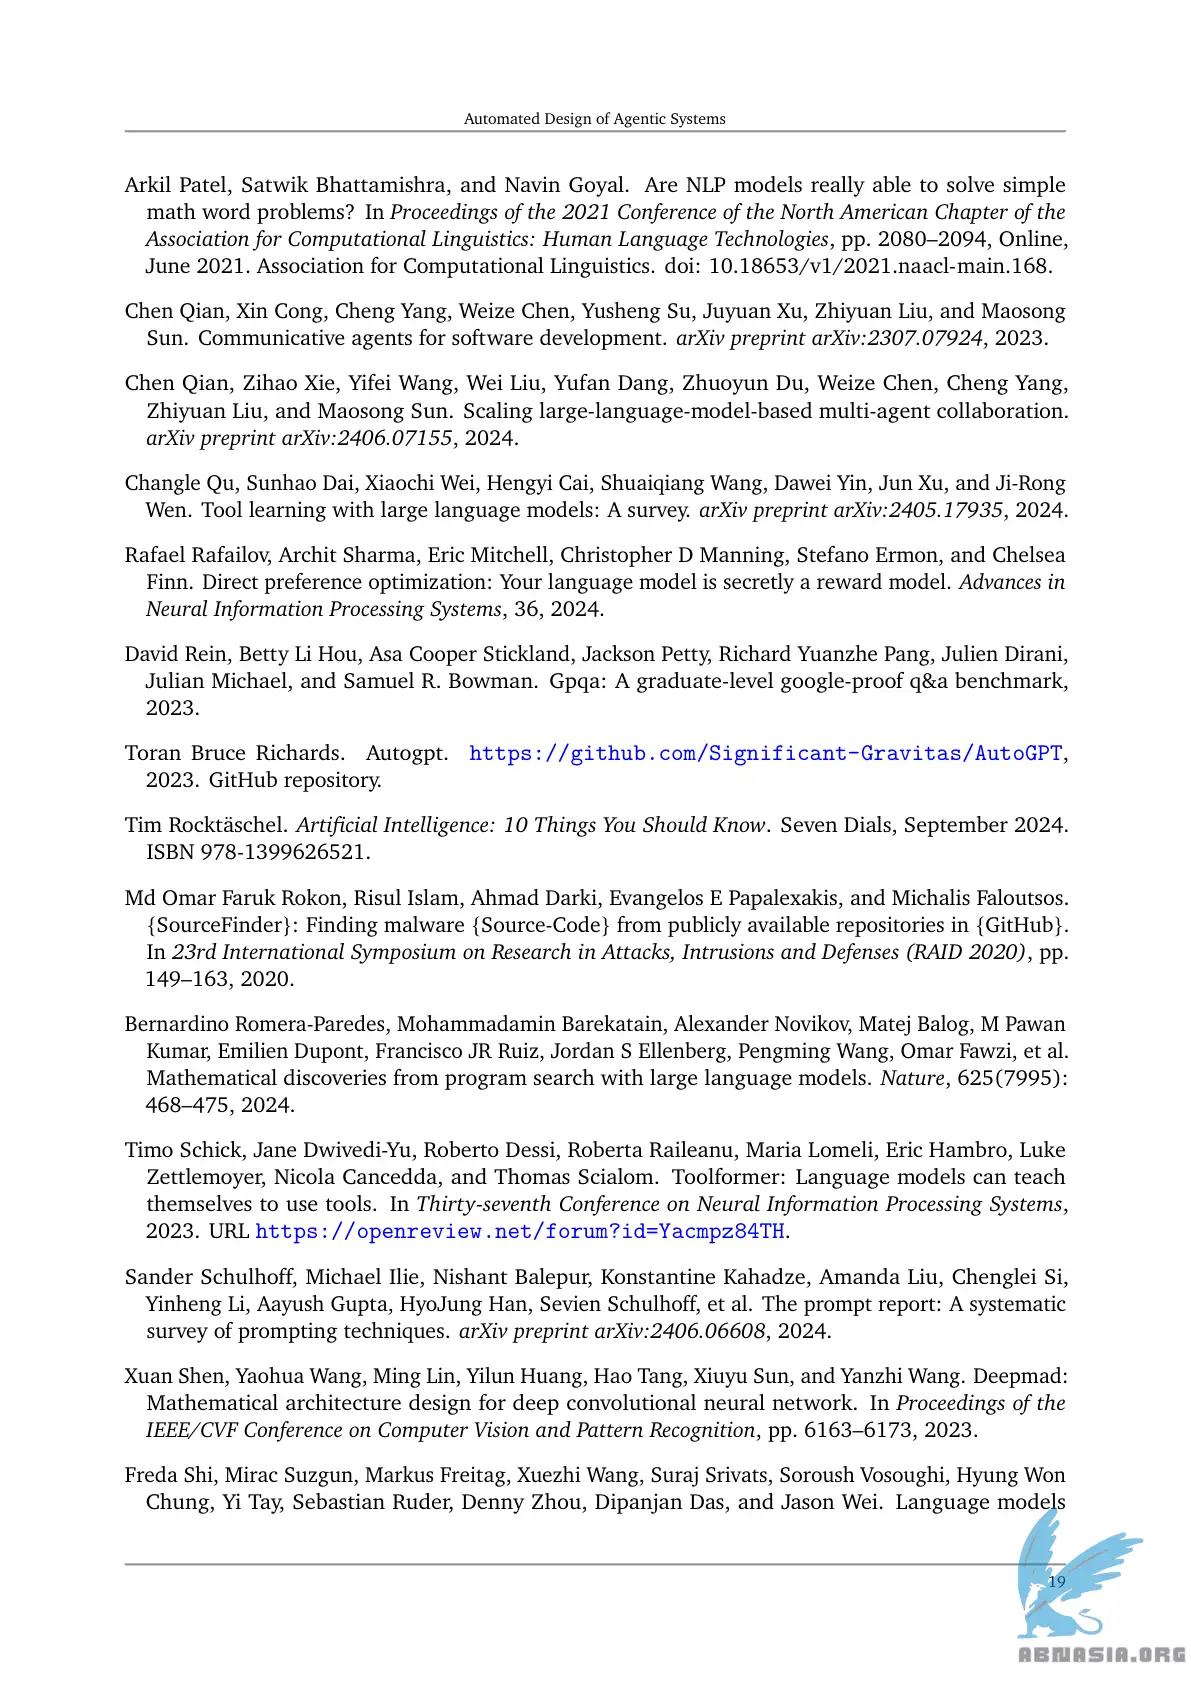 Automated Design of Agentic Systems
Arkil Patel, Satwik Bhattamishra, and Navin Goyal. Are NLP models really able to solve simple
math word problems? In Proceedings of the 2021 Conference of the North American Chapter of the
Association for Computational Linguistics: Human Language Technologies, pp. 2080–2094, Online,
June 2021. Association for Computational Linguistics. doi: 10.18653/v1/2021.naacl-main.168.
Chen Qian, Xin Cong, Cheng Yang, Weize Chen, Yusheng Su, Juyuan Xu, Zhiyuan Liu, and Maosong
Sun. Communicative agents for software development. arXiv preprint arXiv:2307.07924, 2023.
Chen Qian, Zihao Xie, Yifei Wang, Wei Liu, Yufan Dang, Zhuoyun Du, Weize Chen, Cheng Yang,
Zhiyuan Liu, and Maosong Sun. Scaling large-language-model-based multi-agent collaboration.
arXiv preprint arXiv:2406.07155, 2024.
Changle Qu, Sunhao Dai, Xiaochi Wei, Hengyi Cai, Shuaiqiang Wang, Dawei Yin, Jun Xu, and Ji-Rong
Wen. Tool learning with large language models: A survey. arXiv preprint arXiv:2405.17935, 2024.
Rafael Rafailov, Archit Sharma, Eric Mitchell, Christopher D Manning, Stefano Ermon, and Chelsea
Finn. Direct preference optimization: Your language model is secretly a reward model. Advances in
Neural Information Processing Systems, 36, 2024.
David Rein, Betty Li Hou, Asa Cooper Stickland, Jackson Petty, Richard Yuanzhe Pang, Julien Dirani,
Julian Michael, and Samuel R. Bowman. Gpqa: A graduate-level google-proof q&a benchmark,
2023.
Toran Bruce Richards. Autogpt. https://github.com/Significant-Gravitas/AutoGPT,
2023. GitHub repository.
Tim Rocktäschel. Artificial Intelligence: 10 Things You Should Know. Seven Dials, September 2024.
ISBN 978-1399626521.
Md Omar Faruk Rokon, Risul Islam, Ahmad Darki, Evangelos E Papalexakis, and Michalis Faloutsos.
{SourceFinder}: Finding malware {Source-Code} from publicly available repositories in {GitHub}.
In 23rd International Symposium on Research in Attacks, Intrusions and Defenses (RAID 2020), pp.
149–163, 2020.
Bernardino Romera-Paredes, Mohammadamin Barekatain, Alexander Novikov, Matej Balog, M Pawan
Kumar, Emilien Dupont, Francisco JR Ruiz, Jordan S Ellenberg, Pengming Wang, Omar Fawzi, et al.
Mathematical discoveries from program search with large language models. Nature, 625(7995):
468–475, 2024.
Timo Schick, Jane Dwivedi-Yu, Roberto Dessi, Roberta Raileanu, Maria Lomeli, Eric Hambro, Luke
Zettlemoyer, Nicola Cancedda, and Thomas Scialom. Toolformer: Language models can teach
themselves to use tools. In Thirty-seventh Conference on Neural Information Processing Systems,
2023. URL https://openreview.net/forum?id=Yacmpz84TH.
Sander Schulhoff, Michael Ilie, Nishant Balepur, Konstantine Kahadze, Amanda Liu, Chenglei Si,
Yinheng Li, Aayush Gupta, HyoJung Han, Sevien Schulhoff, et al. The prompt report: A systematic
survey of prompting techniques. arXiv preprint arXiv:2406.06608, 2024.
Xuan Shen, Yaohua Wang, Ming Lin, Yilun Huang, Hao Tang, Xiuyu Sun, and Yanzhi Wang. Deepmad:
Mathematical architecture design for deep convolutional neural network. In Proceedings of the
IEEE/CVF Conference on Computer Vision and Pattern Recognition, pp. 6163–6173, 2023.
Freda Shi, Mirac Suzgun, Markus Freitag, Xuezhi Wang, Suraj Srivats, Soroush Vosoughi, Hyung Won
Chung, Yi Tay, Sebastian Ruder, Denny Zhou, Dipanjan Das, and Jason Wei. Language models
19
ABNASIA.ORG